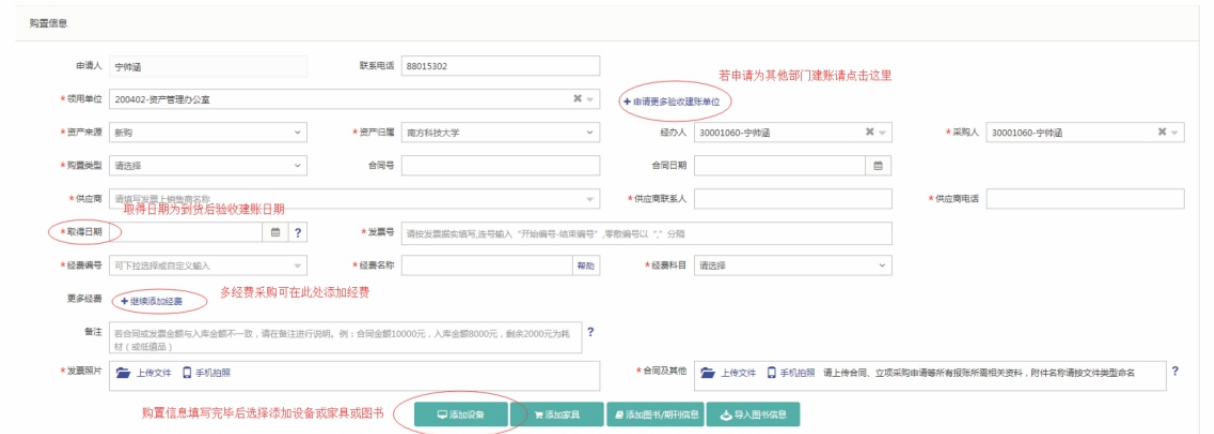 购置信息
申请人 宁帅涵 联系电话 88015302
若申请为其他部门建账请点击这里
*领用单位 200402-资产管理办公室 +申请更多验收建账单位
*资产来源 新购 *资产归属 南方科技大学 经办人 30001060-宁帅涵 *采购人 30001060-宁帅涵
*购置类型 请选择 合同号 合同日期
*供应商 请填写发票上销售商名称 *供应商联系人 *供应商电话
取得日期为到货后验收建账日期
*取得日期 ? *发票号 请按发票据实填写,连号输入“开始编号-结束编号”,零散编号以“,”分隔
*经费编号 可下拉选择或自定义输入 *经费名称 帮助 *经费科目 请选择
更多经费 +继续添加经费 多经费采购可在此处添加经费
备注 若合同或发票金额与入库金额不一致,请在备注进行说明。例:合同金额10000元,入库金额8000元,剩余2000元为耗 ?
材(或低值品)
*发票照片 上传文件 手机拍照 *合同及其他 上传文件 手机拍照 请上传合同、立项采购申请等所有报账所需相关资料,附件名称请按文件类型命名 ?
购置信息填写完毕后选择添加设备或家具或图书 添加设备 添加家具 添加图书/期刊信息 导入图书信息